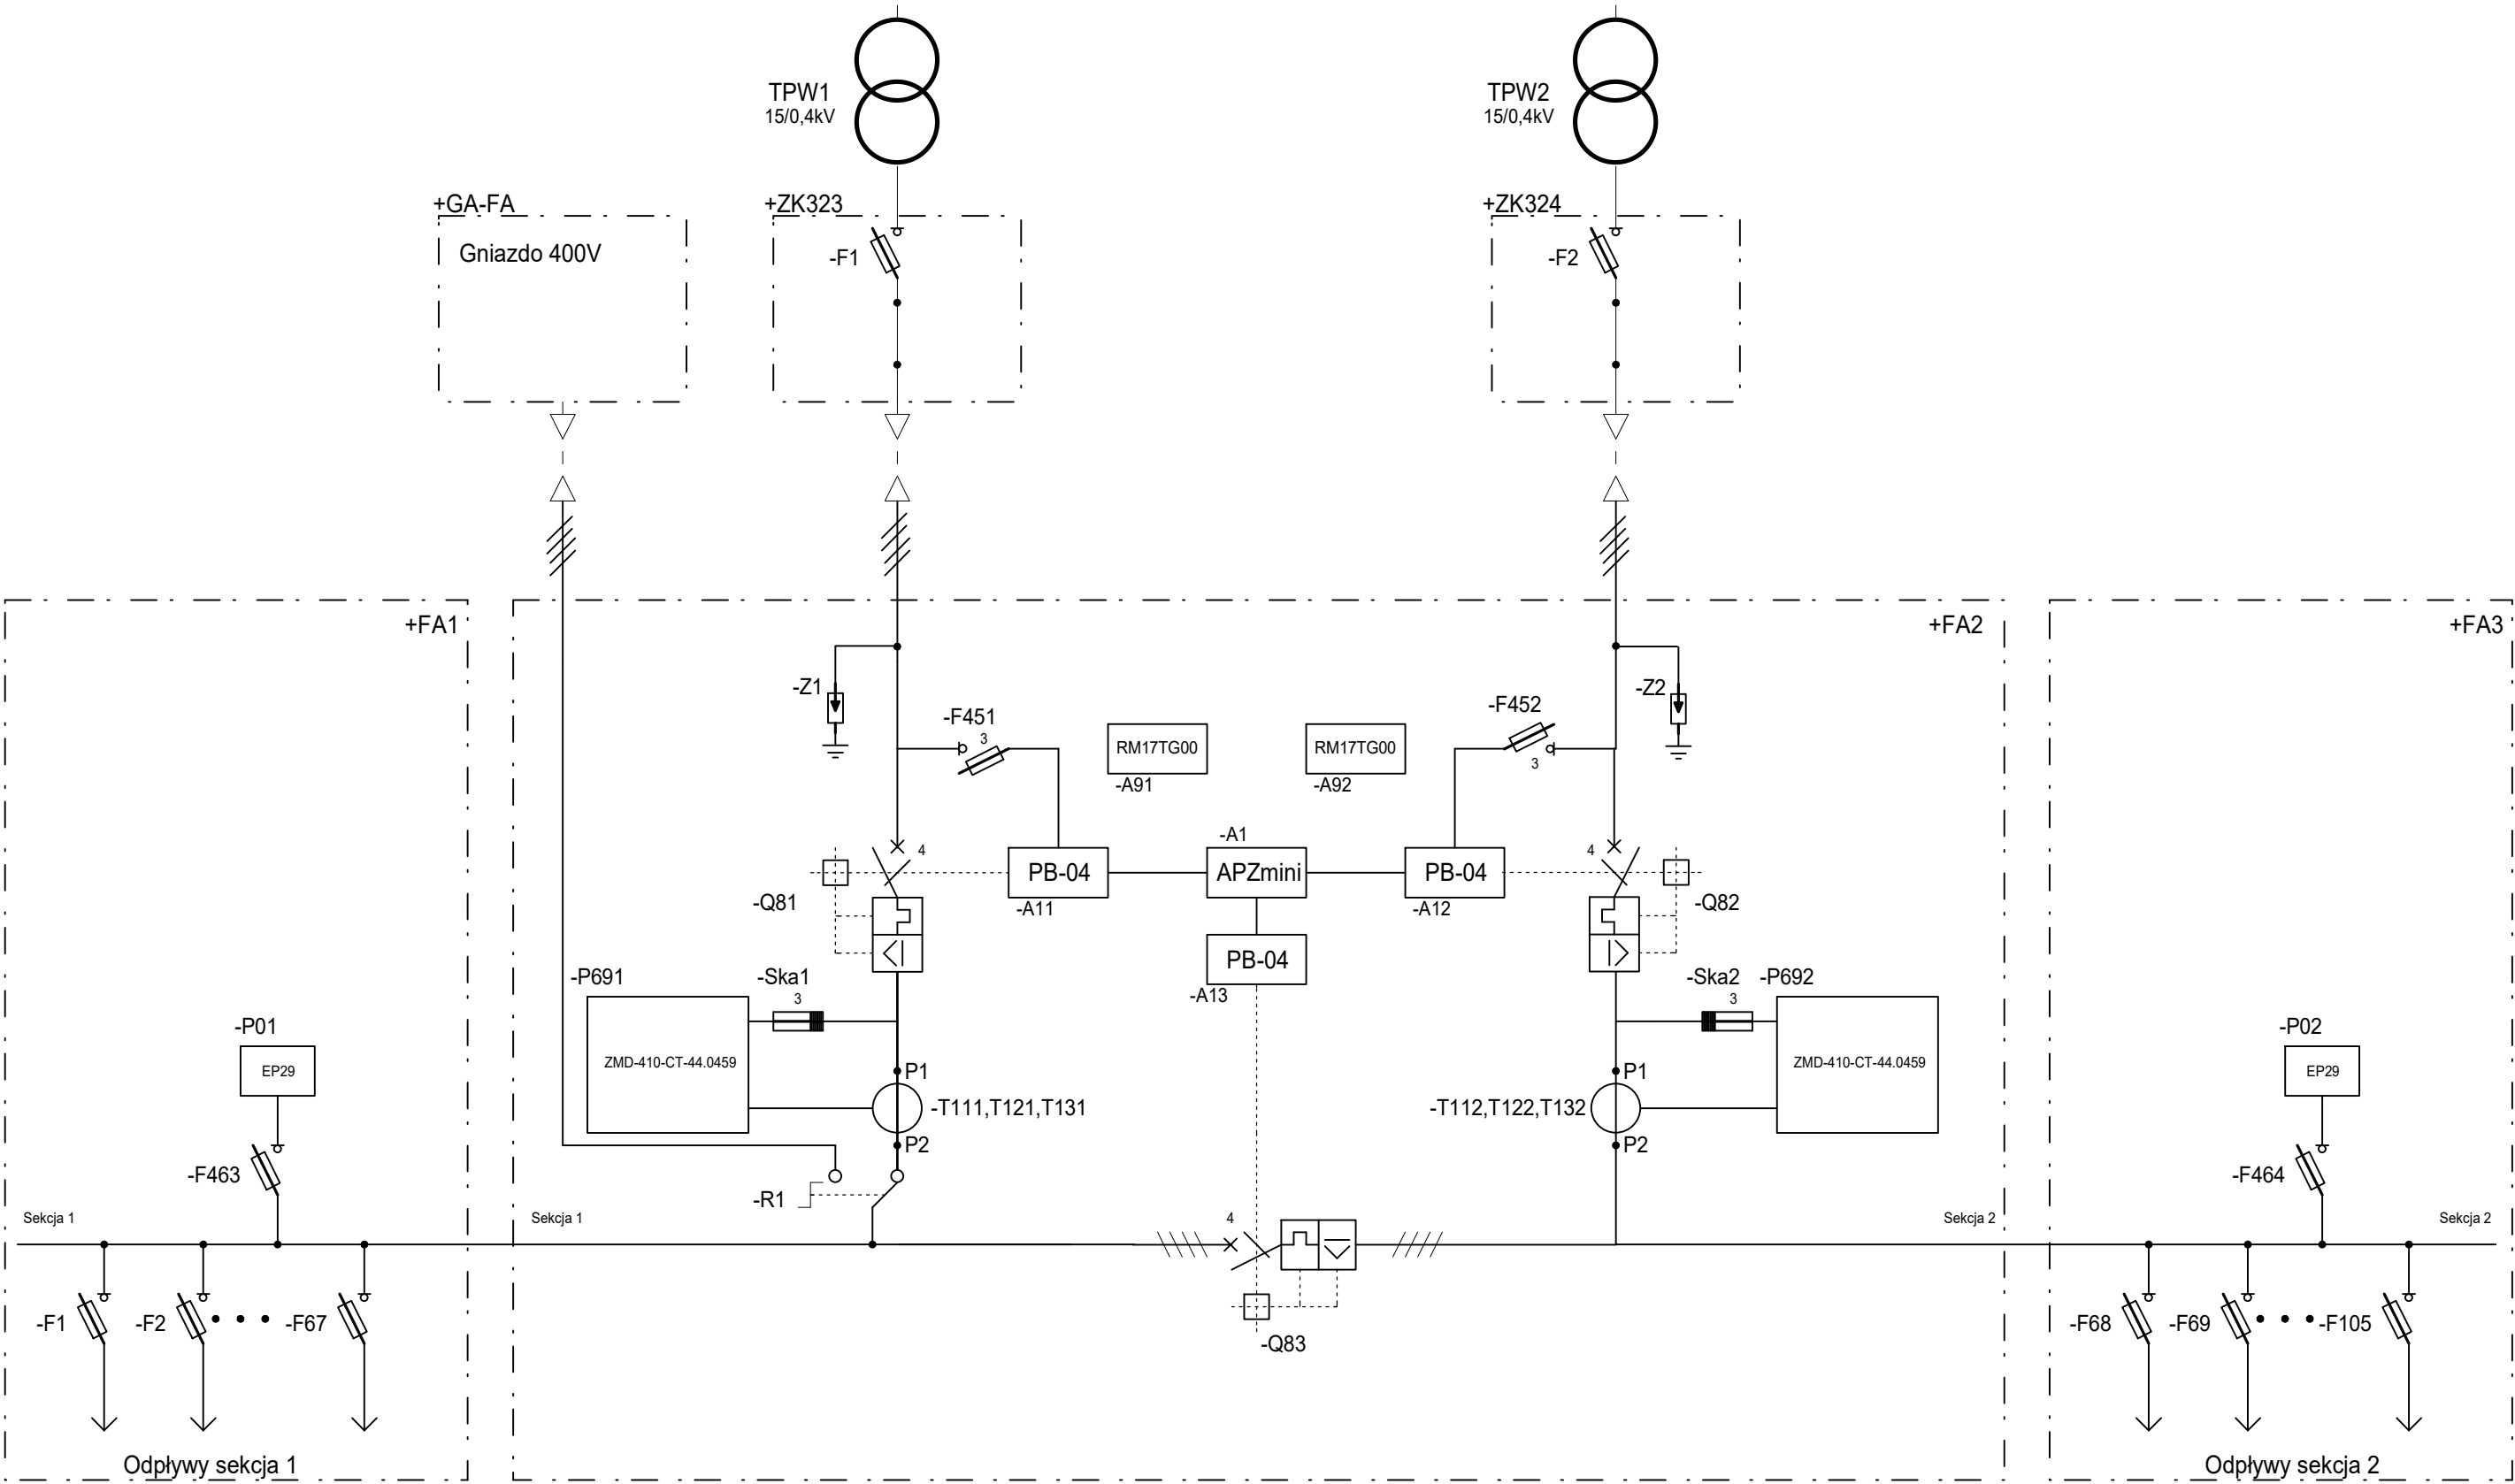 TPW1
15/0,4kV
TPW2
15/0,4kV
+GA-FA
Gniazdo 400V
+ZK323
-F1
+ZK324
-F2
+FA1
+FA2
+FA3
-Z1
-F451
3
RM17TG00
-A91
RM17TG00
-A92
-F452
3
-Z2
-A1
4
PB-04
APZmini
PB-04
4
-Q81
-A11
-A12
-Q82
PB-04
-A13
-P691
-Ska1
3
ZMD-410-CT-44.0459
-Ska2
3
-P692
ZMD-410-CT-44.0459
P1
-T111,T121,T131
P2
P1
-T112,T122,T132
P2
-P01
EP29
-F463
-P02
EP29
-F464
-R1
Sekcja 1
Sekcja 1
4
Sekcja 2
Sekcja 2
-Q83
-F1
-F2
-F67
-F68
-F69
-F105
Odpływy sekcja 1
Odpływy sekcja 2